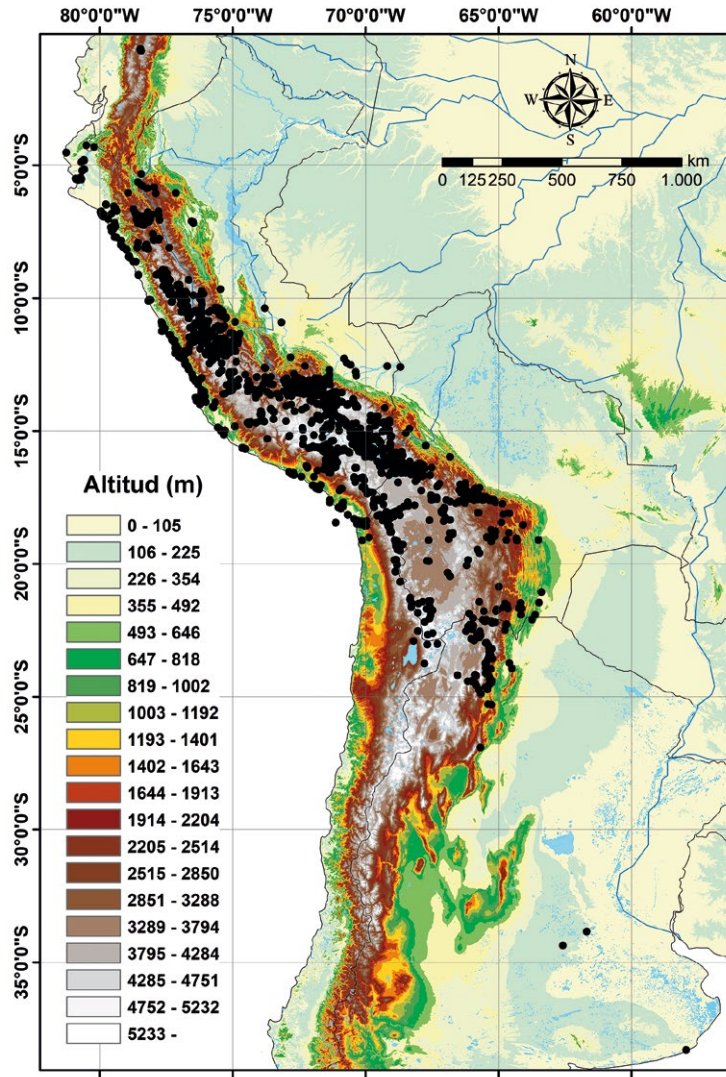 80°0'0"W 75°0'0"W 70°0'0"W 65°0'0"W 60°0'0"W
N
W E
S
km
0 125 250 500 750 1.000
5°0'0"S
10°0'0"S
15°0'0"S
20°0'0"S
25°0'0"S
30°0'0"S
35°0'0"S
Altitud (m)
0 - 105
106 - 225
226 - 354
355 - 492
493 - 646
647 - 818
819 - 1002
1003 - 1192
1193 - 1401
1402 - 1643
1644 - 1913
1914 - 2204
2205 - 2514
2515 - 2850
2851 - 3288
3289 - 3794
3795 - 4284
4285 - 4751
4752 - 5232
5233 -